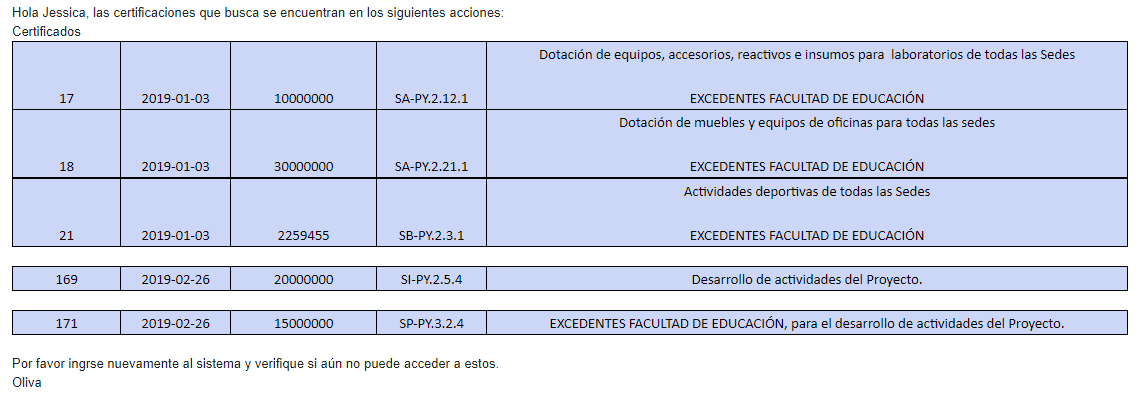 Hola Jessica, las certificaciones que busca se encuentran en los siguientes acciones:
Certificados
Dotación de equipos, accesorios, reactivos e insumos para laboratorios de todas las Sedes
17 2019-01-03 10000000 SA-PY.2.12.1 EXCEDENTES FACULTAD DE EDUCACIÓN
Dotación de muebles y equipos de oficinas para todas las sedes
18 2019-01-03 30000000 SA-PY.2.21.1 EXCEDENTES FACULTAD DE EDUCACIÓN
Actividades deportivas de todas las Sedes
21 2019-01-03 2259455 SB-PY.2.3.1 EXCEDENTES FACULTAD DE EDUCACIÓN
169 2019-02-26 20000000 SI-PY.2.5.4 Desarrollo de actividades del Proyecto.
171 2019-02-26 15000000 SP-PY.3.2.4 EXCEDENTES FACULTAD DE EDUCACIÓN, para el desarrollo de actividades del Proyecto.
Por favor ingrse nuevamente al sistema y verifique si aún no puede acceder a estos.
Oliva